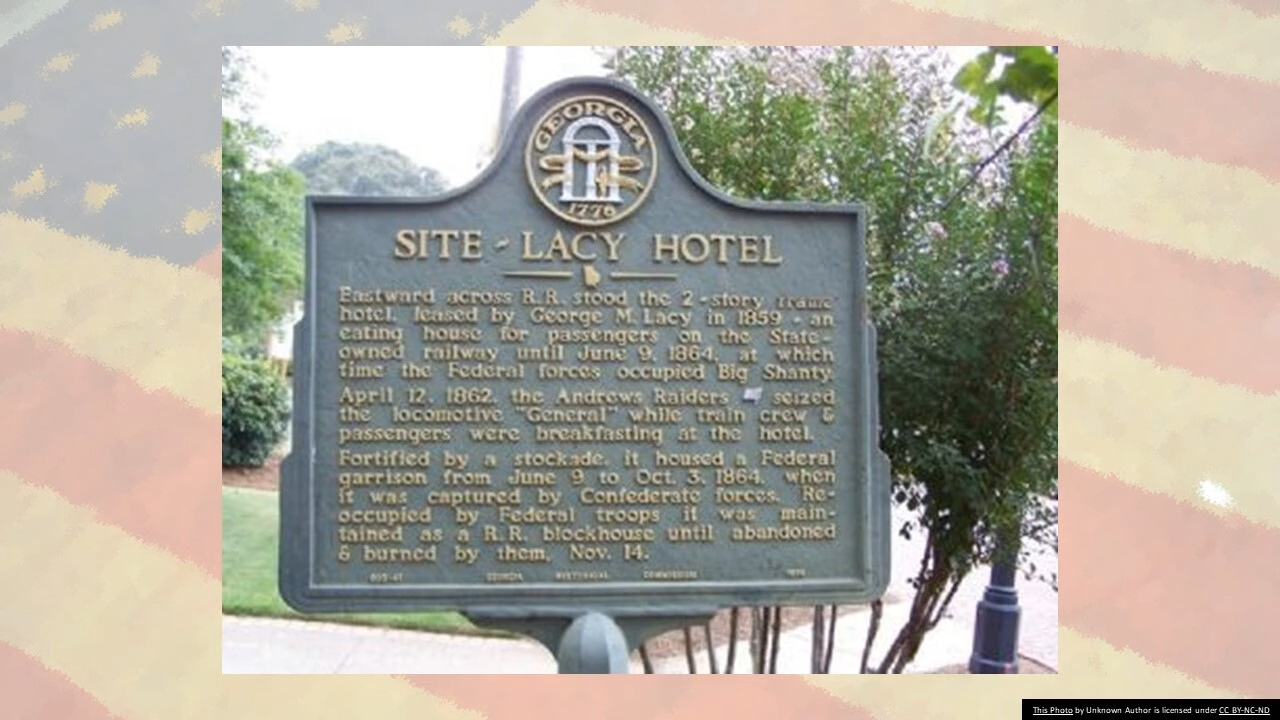 GEORGIA
1776
SITE - LACY HOTEL
Eastward across R.R. stood the 2-story frame
hotel, leased by George M. Lacy in 1859 - an
eating house for passengers on the State-
owned railway until June 9, 1864, at which
time the Federal forces occupied Big Shanty.
April 12, 1862, the Andrews Raiders seized
the locomotive "General" while train crew &
passengers were breakfasting at the hotel.
Fortified by a stockade, it housed a Federal
garrison from June 9 to Oct. 3, 1864, when
it was captured by Confederate forces. Re-
occupied by Federal troops it was main-
tained as a R.R. blockhouse until abandoned
& burned by them, Nov. 14.
GEORGIA HISTORICAL COMMISSION
This Photo by Unknown Author is licensed under CC BY-NC-ND